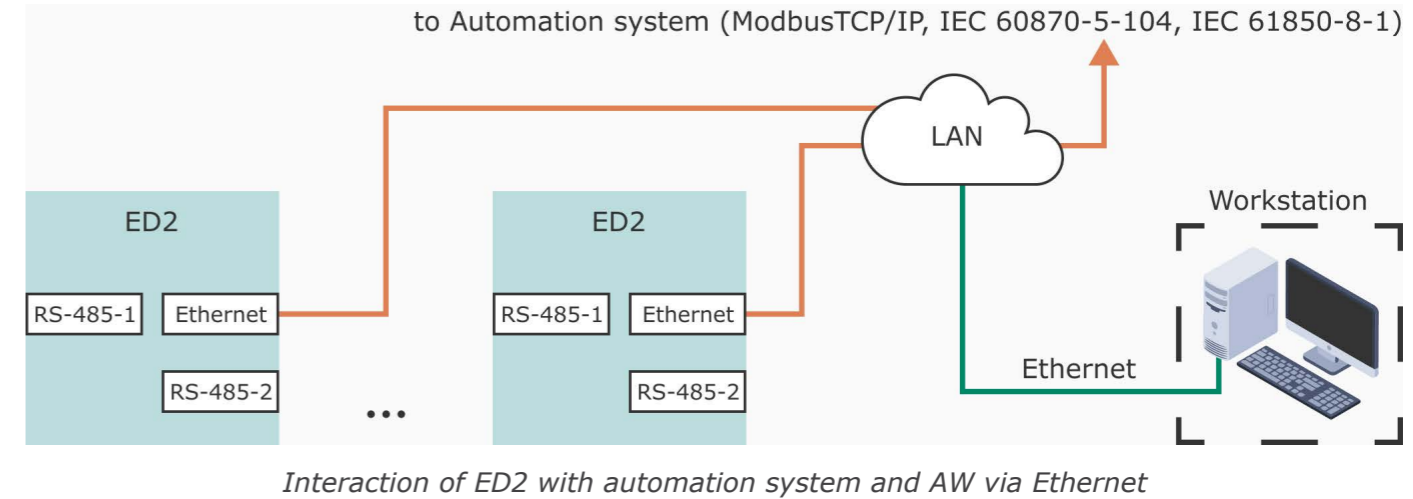 to Automation system (ModbusTCP/IP, IEC 60870-5-104, IEC 61850-8-1)
LAN
Workstation
ED2
ED2
RS-485-1
Ethernet
RS-485-1
Ethernet
Ethernet
RS-485-2
...
RS-485-2
Interaction of ED2 with automation system and AW via Ethernet